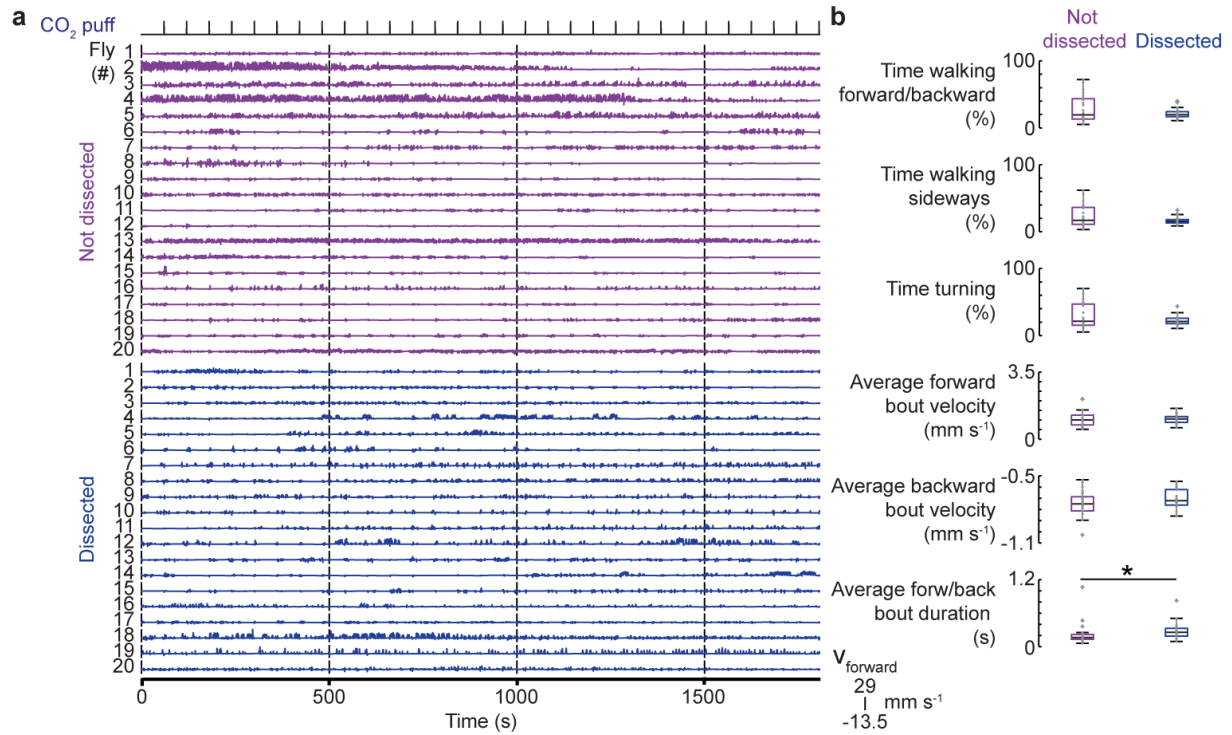 a
CO2 puff
Fly
(#)
Not dissected
1
2
3
4
5
6
7
8
9
10
11
12
13
14
15
16
17
18
19
20
Dissected
1
2
3
4
5
6
7
8
9
10
11
12
13
14
15
16
17
18
19
20
0 500 1000 1500
Time (s)
Vforward
29
mm s-1
-13.5
b
Not
dissected
Dissected
Time walking
forward/backward
(%)
100
0
Time walking
sideways
(%)
100
0
Time turning
(%)
100
0
Average forward
bout velocity
(mm s-1)
3.5
0
Average backward
bout velocity
(mm s-1)
-0.5
-1.1
Average forw/back
bout duration
(s)
1.2
0
*